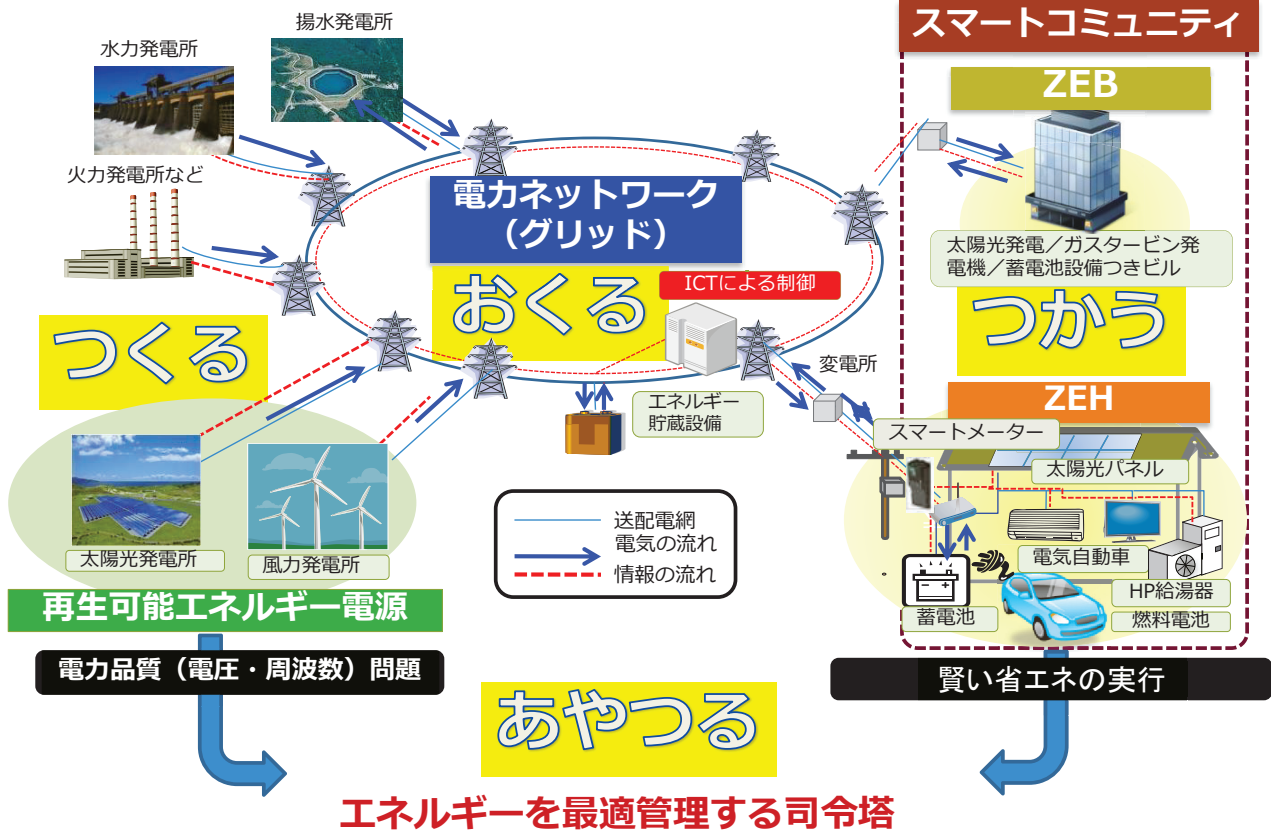 揚水発電所
水力発電所
火力発電所など
スマートコミュニティ
ZEB
電力ネットワーク
（グリッド）
太陽光発電／ガスタービン発
電機／蓄電池設備つきビル
ICTによる制御
おくる
つくる
つかう
変電所
エネルギー
貯蔵設備
ZEH
スマートメーター
太陽光パネル
送配電網
電気の流れ
情報の流れ
太陽光発電所
風力発電所
電気自動車
HP給湯器
蓄電池
燃料電池
再生可能エネルギー電源
電力品質（電圧・周波数）問題
賢い省エネの実行
あやつる
エネルギーを最適管理する司令塔